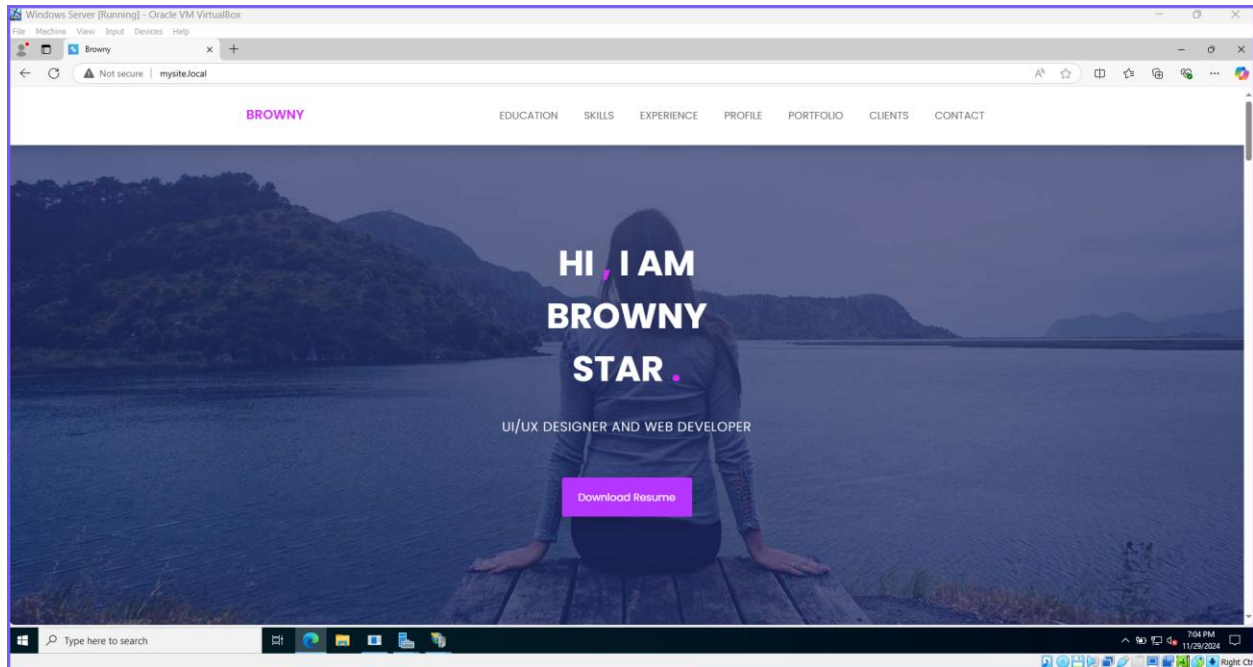 Windows Server [Running] - Oracle VM VirtualBox
File Machine View Input Devices Help
Browny
Not secure | mysite.local
BROWNY
EDUCATION SKILLS EXPERIENCE PROFILE PORTFOLIO CLIENTS CONTACT
HI , I AM
BROWNY
STAR .
UI/UX DESIGNER AND WEB DEVELOPER
Download Resume
Type here to search
7:04 PM
11/29/2024
Right Ctrl